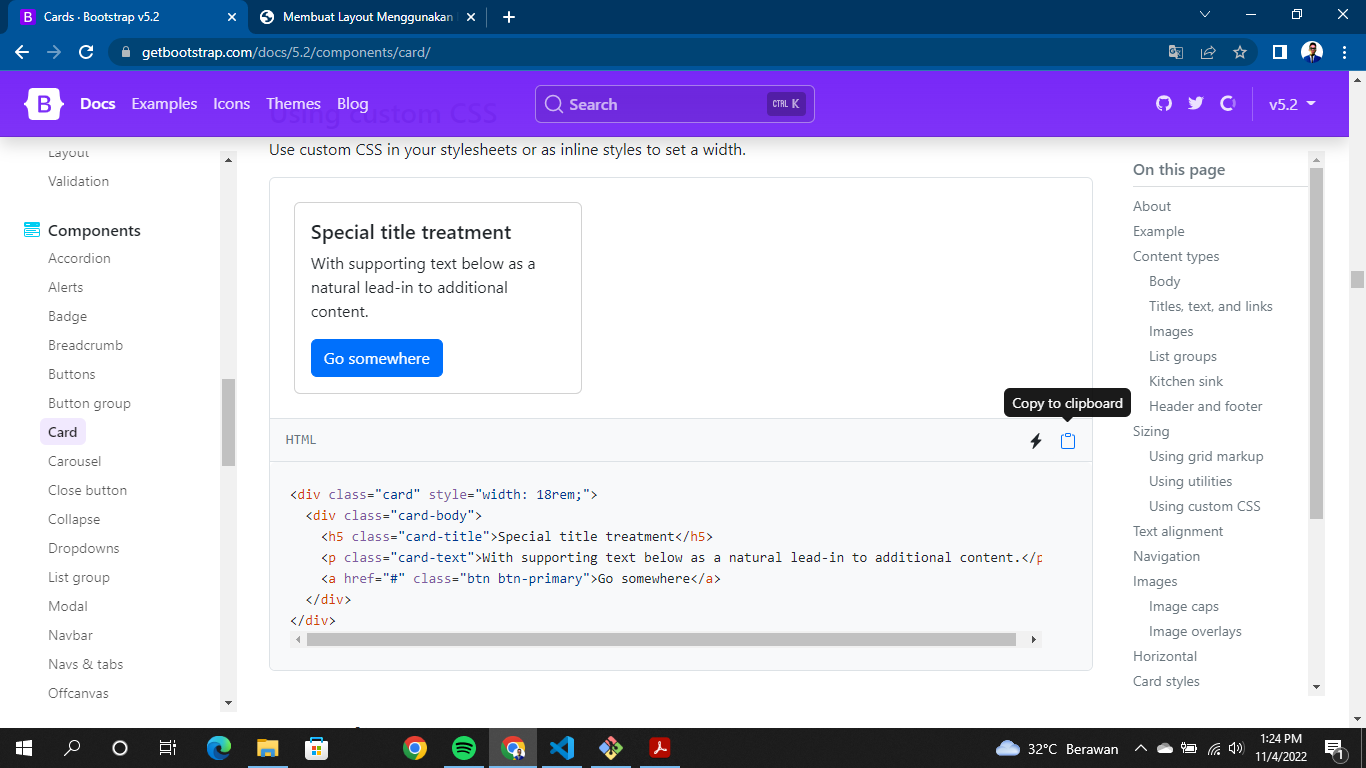 Cards · Bootstrap v5.2
Membuat Layout Menggunakan
getbootstrap.com/docs/5.2/components/card/
B
Docs
Examples
Icons
Themes
Blog
Search
CTRL K
v5.2
Using custom CSS
Layout
Validation
Components
Accordion
Alerts
Badge
Breadcrumb
Buttons
Button group
Card
Carousel
Close button
Collapse
Dropdowns
List group
Modal
Navbar
Navs & tabs
Offcanvas
Use custom CSS in your stylesheets or as inline styles to set a width.
Special title treatment
With supporting text below as a
natural lead-in to additional
content.
Go somewhere
Copy to clipboard
HTML
<div class="card" style="width: 18rem;">
<div class="card-body">
<h5 class="card-title">Special title treatment</h5>
<p class="card-text">With supporting text below as a natural lead-in to additional content.</p
<a href="#" class="btn btn-primary">Go somewhere</a>
</div>
</div>
On this page
About
Example
Content types
Body
Titles, text, and links
Images
List groups
Kitchen sink
Header and footer
Sizing
Using grid markup
Using utilities
Using custom CSS
Text alignment
Navigation
Images
Image caps
Image overlays
Horizontal
Card styles
32°C Berawan
1:24 PM
11/4/2022
1